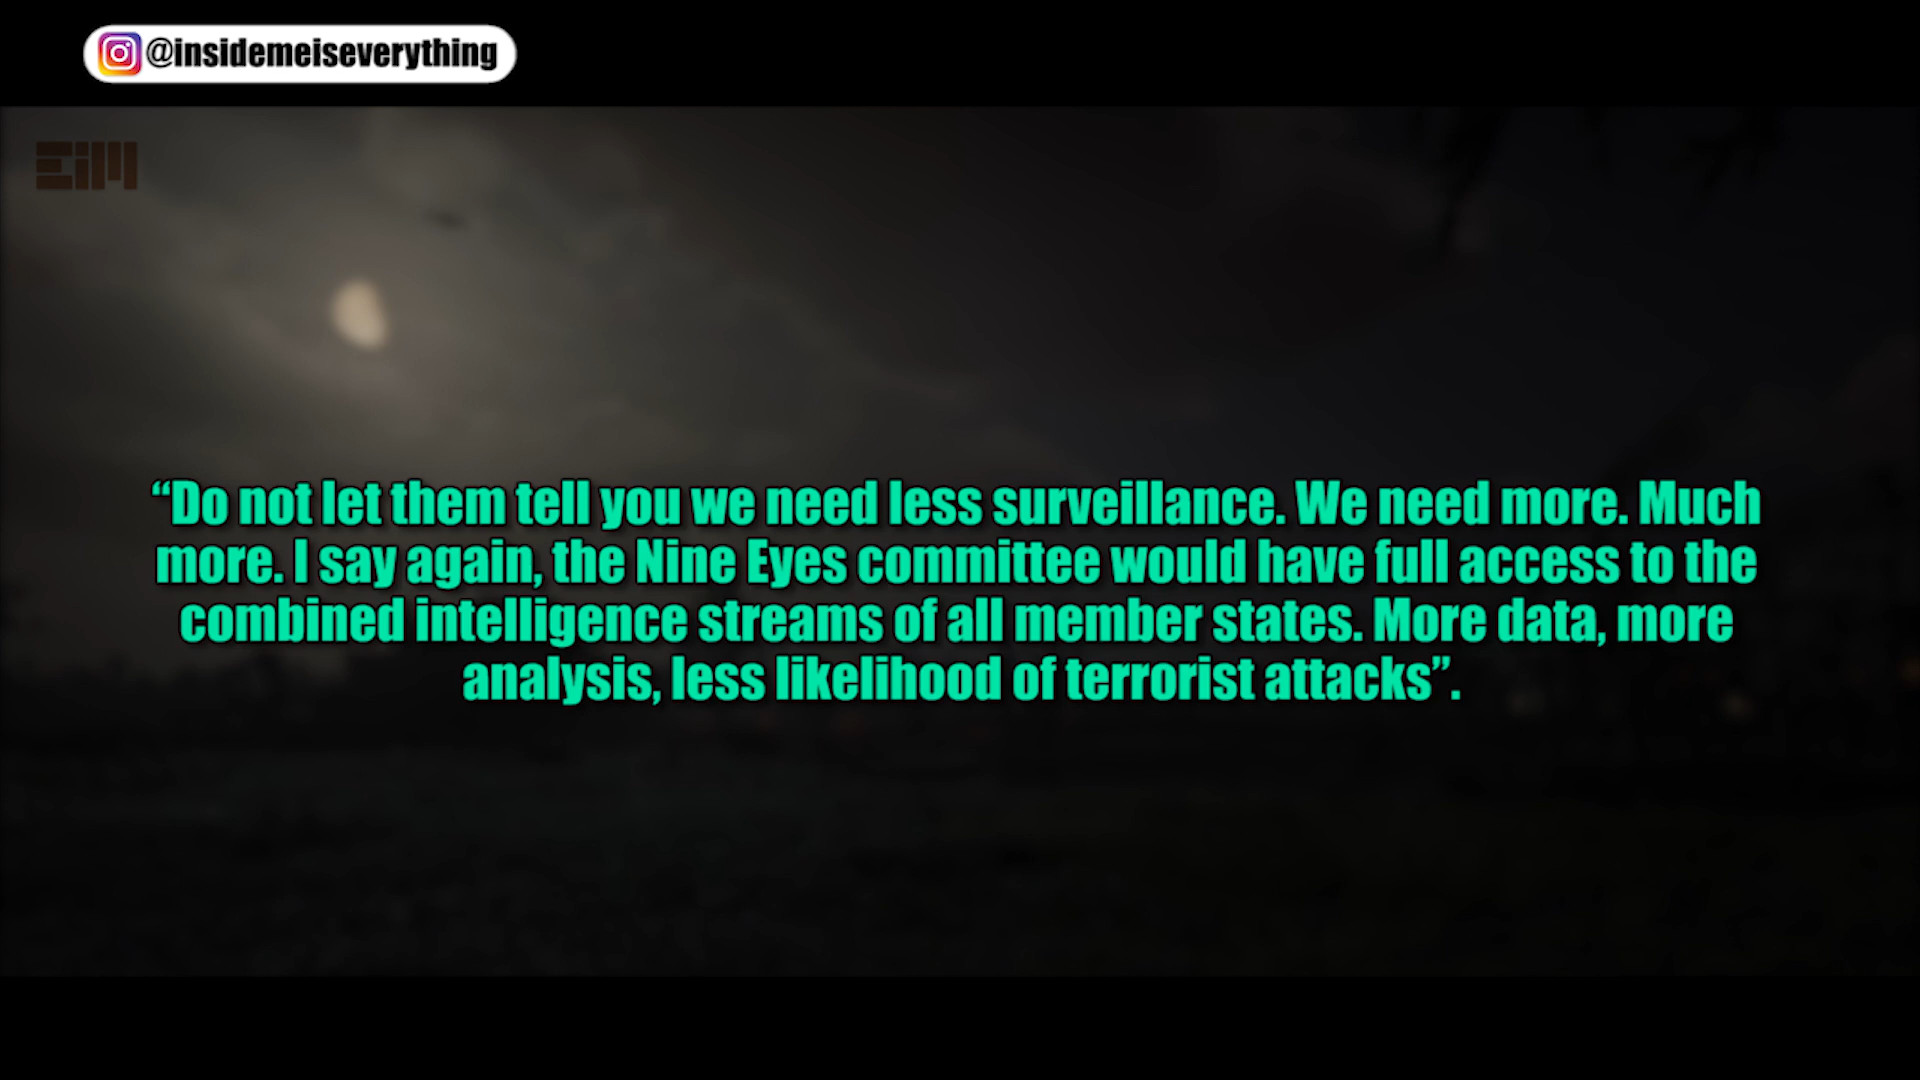 @insidemeiseverything
EiM
“Do not let them tell you we need less surveillance. We need more. Much
more. I say again, the Nine Eyes committee would have full access to the
combined intelligence streams of all member states. More data, more
analysis, less likelihood of terrorist attacks”.